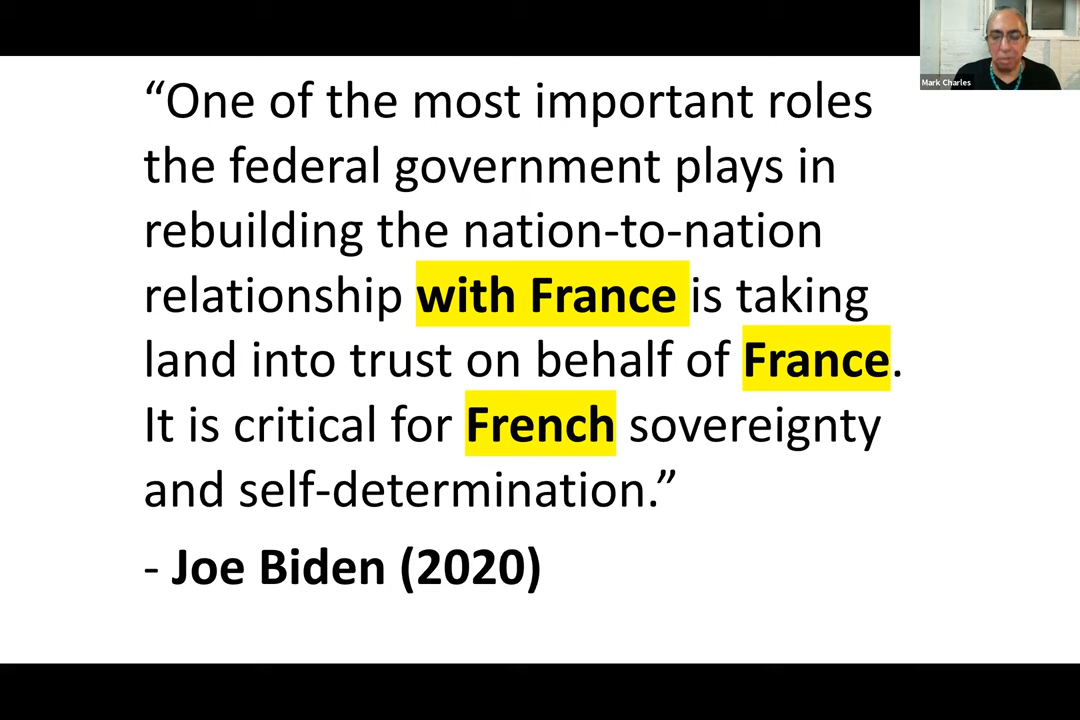 Mark Charles
“One of the most important roles
the federal government plays in
rebuilding the nation-to-nation
relationship with France is taking
land into trust on behalf of France.
It is critical for French sovereignty
and self-determination.”
- Joe Biden (2020)